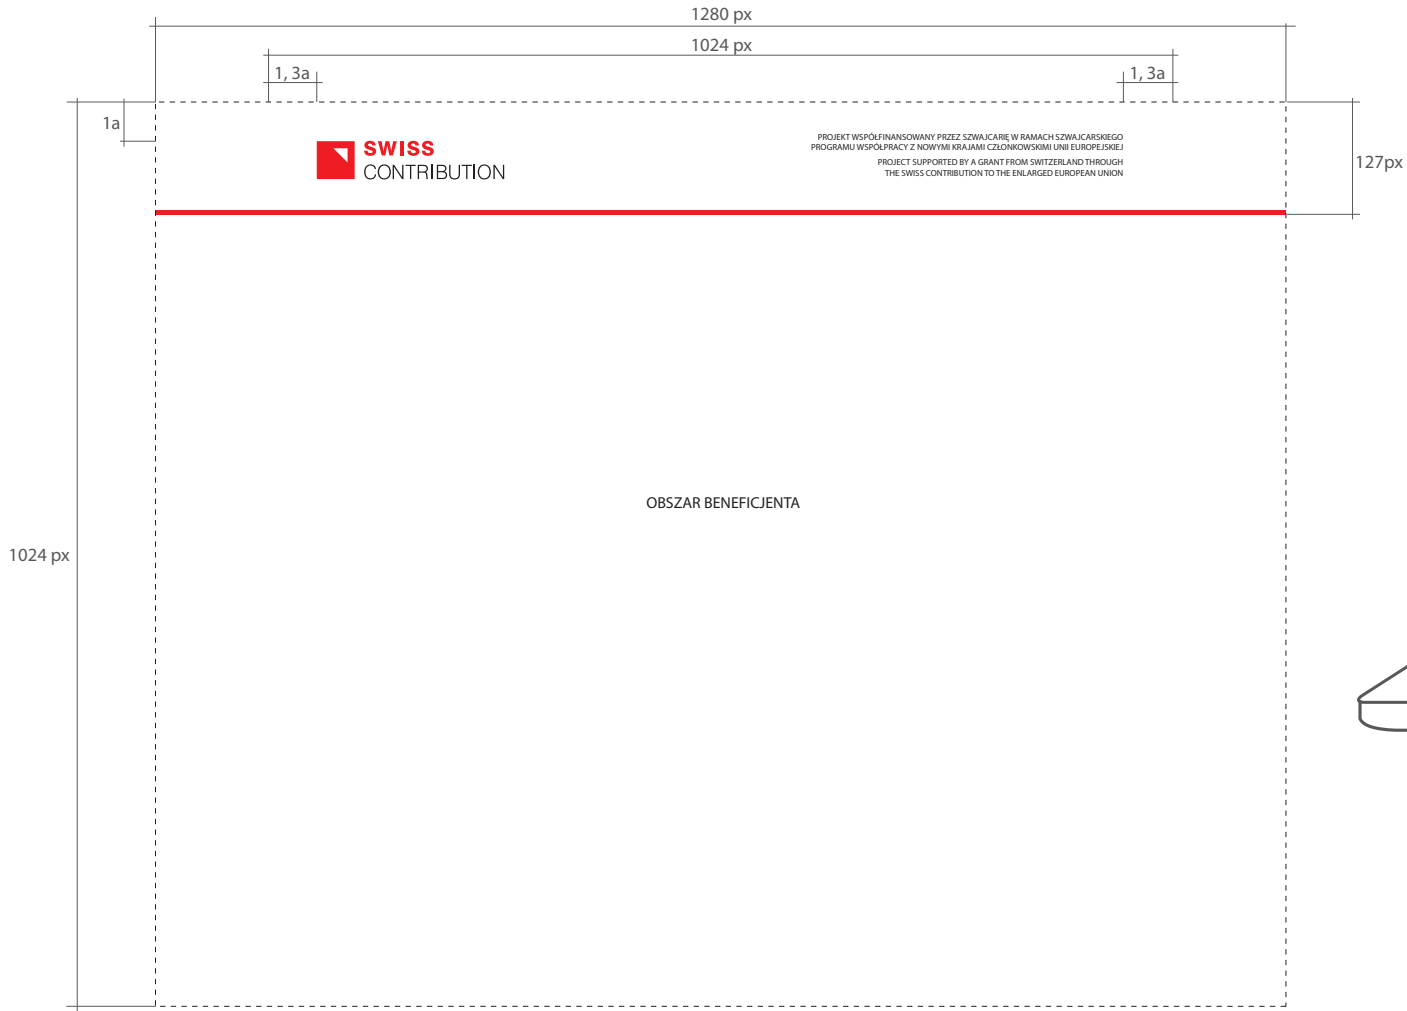 1280 px
1024 px
1, 3a
1, 3a
1a
SWISS
CONTRIBUTION
PROJEKT WSPÓŁFINANSOWANY PRZEZ SZWAJCARIĘ W RAMACH SZWAJCARSKIEGO
PROGRAMU WSPÓŁPRACY Z NOWYMI KRAJAMI CZŁONKOWSKIMI UNII EUROPEJSKIEJ
PROJECT SUPPORTED BY A GRANT FROM SWITZERLAND THROUGH
THE SWISS CONTRIBUTION TO THE ENLARGED EUROPEAN UNION
127px
OBSZAR BENEFICJENTA
1024 px